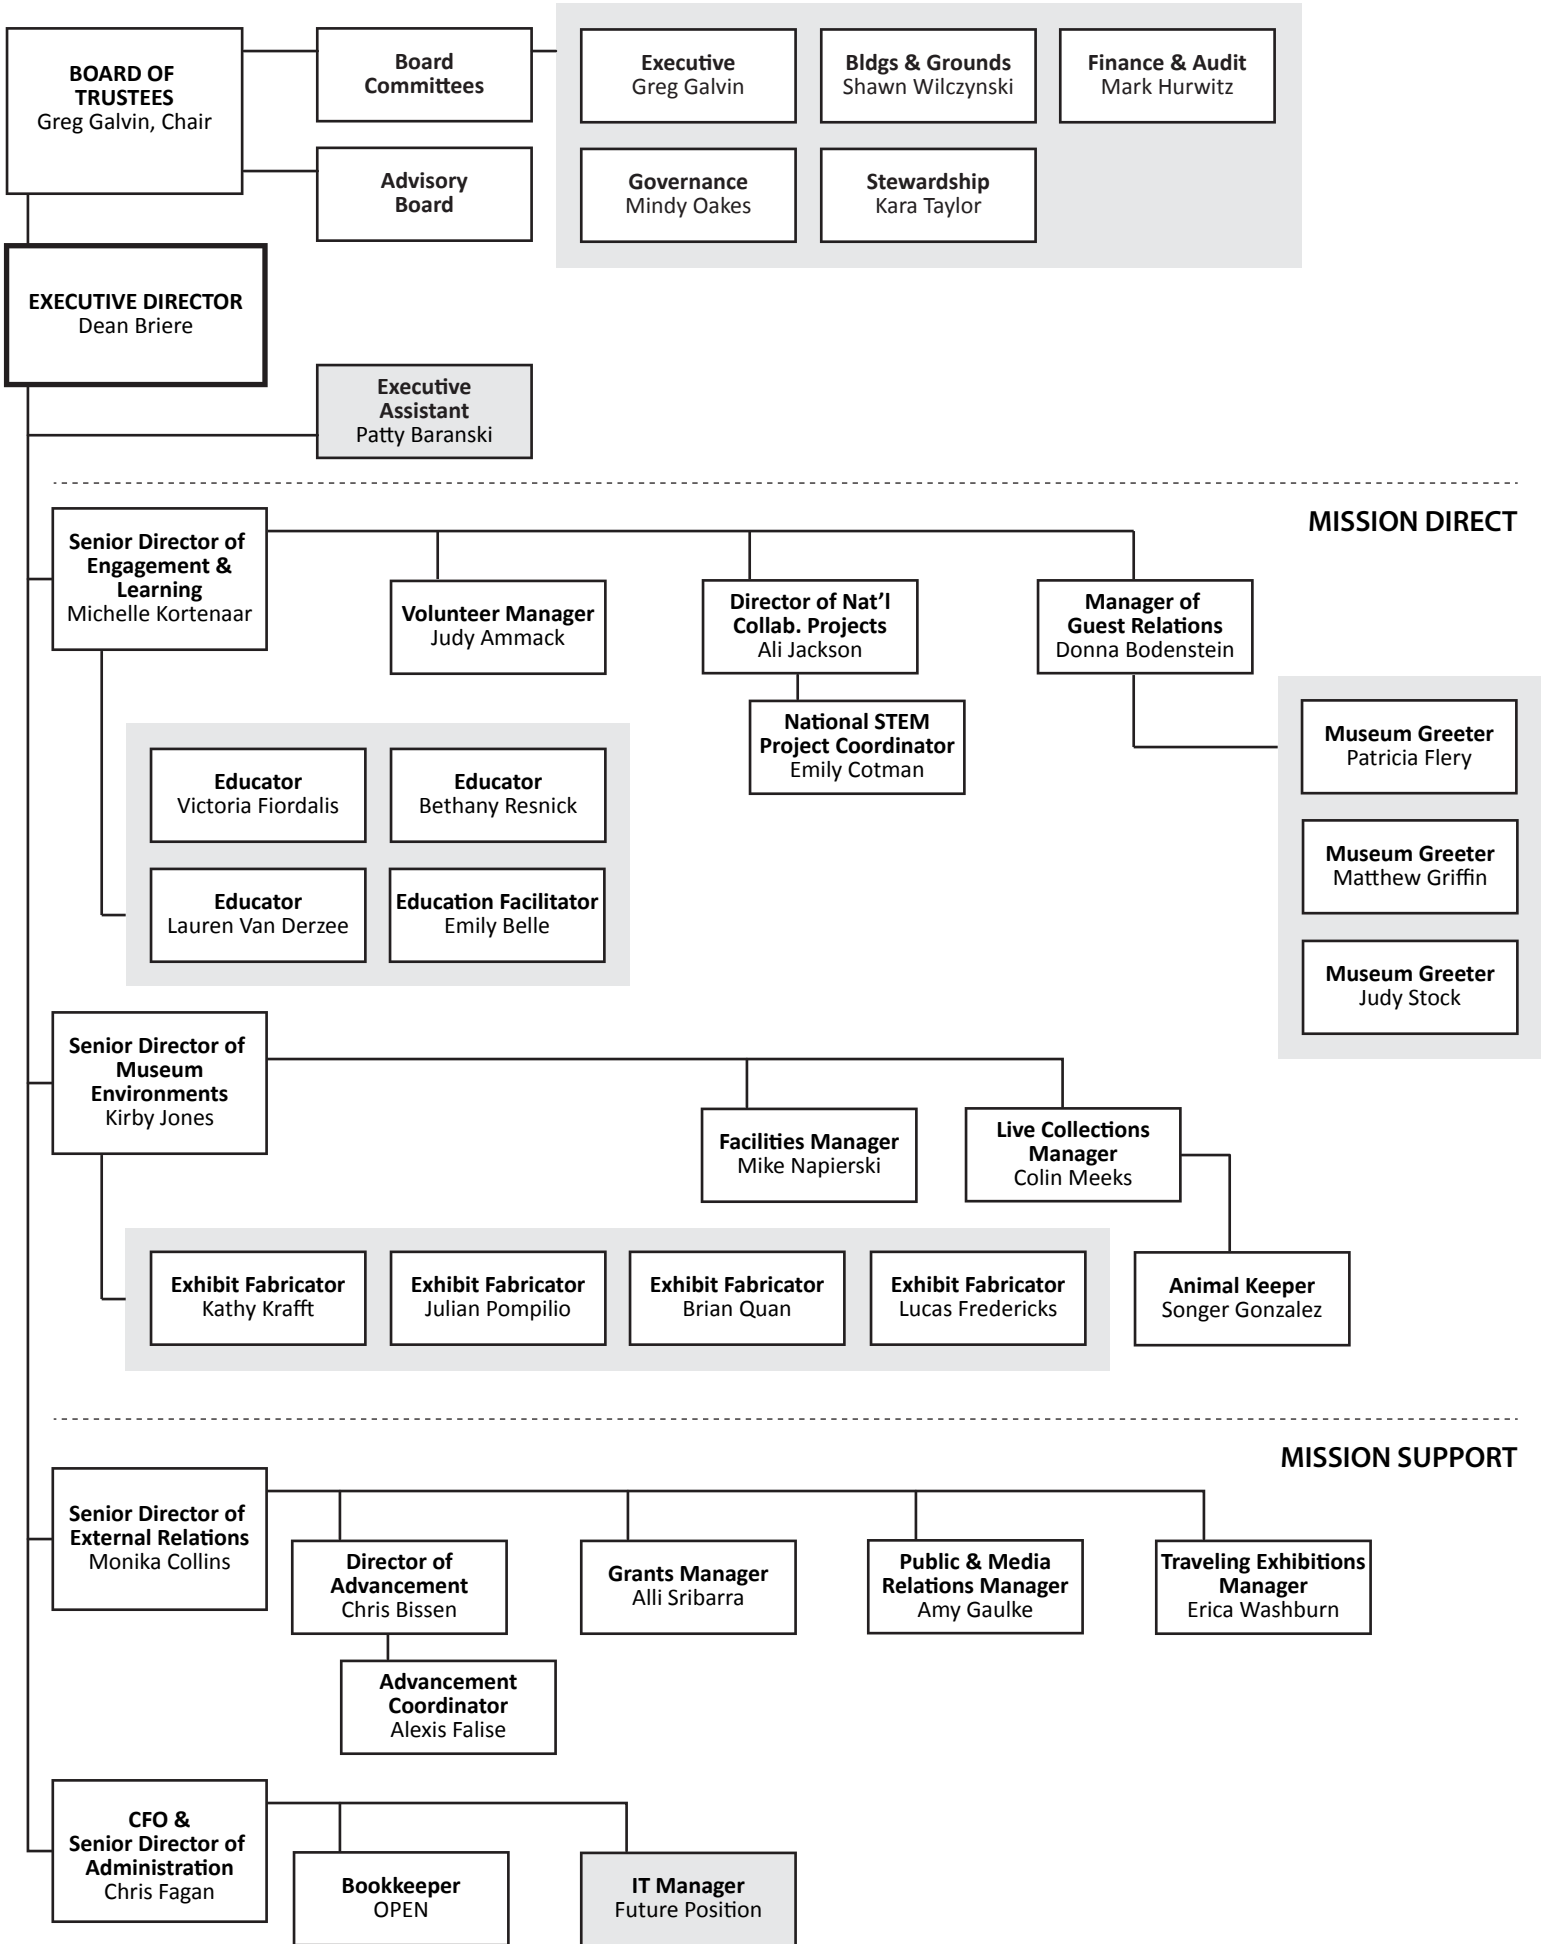 BOARD OF
TRUSTEES
Greg Galvin, Chair
Board
Committees
Executive
Greg Galvin
Bldgs & Grounds
Shawn Wilczynski
Finance & Audit
Mark Hurwitz
Advisory
Board
Governance
Mindy Oakes
Stewardship
Kara Taylor
EXECUTIVE DIRECTOR
Dean Briere
Executive
Assistant
Patty Baranski
MISSION DIRECT
Senior Director of
Engagement &
Learning
Michelle Kortenaar
Volunteer Manager
Judy Ammack
Director of Nat’l
Collab. Projects
Ali Jackson
Manager of
Guest Relations
Donna Bodenstein
National STEM
Project Coordinator
Emily Cotman
Museum Greeter
Patricia Flery
Educator
Victoria Fiordalis
Educator
Bethany Resnick
Museum Greeter
Matthew Griffin
Educator
Lauren Van Derzee
Education Facilitator
Emily Belle
Museum Greeter
Judy Stock
Senior Director of
Museum
Environments
Kirby Jones
Facilities Manager
Mike Napierski
Live Collections
Manager
Colin Meeks
Exhibit Fabricator
Kathy Krafft
Exhibit Fabricator
Julian Pompilio
Exhibit Fabricator
Brian Quan
Exhibit Fabricator
Lucas Fredericks
Animal Keeper
Songer Gonzalez
MISSION SUPPORT
Senior Director of
External Relations
Monika Collins
Director of
Advancement
Chris Bissen
Grants Manager
Alli Sribarra
Public & Media
Relations Manager
Amy Gaulke
Traveling Exhibitions
Manager
Erica Washburn
Advancement
Coordinator
Alexis Falise
CFO &
Senior Director of
Administration
Chris Fagan
Bookkeeper
OPEN
IT Manager
Future Position